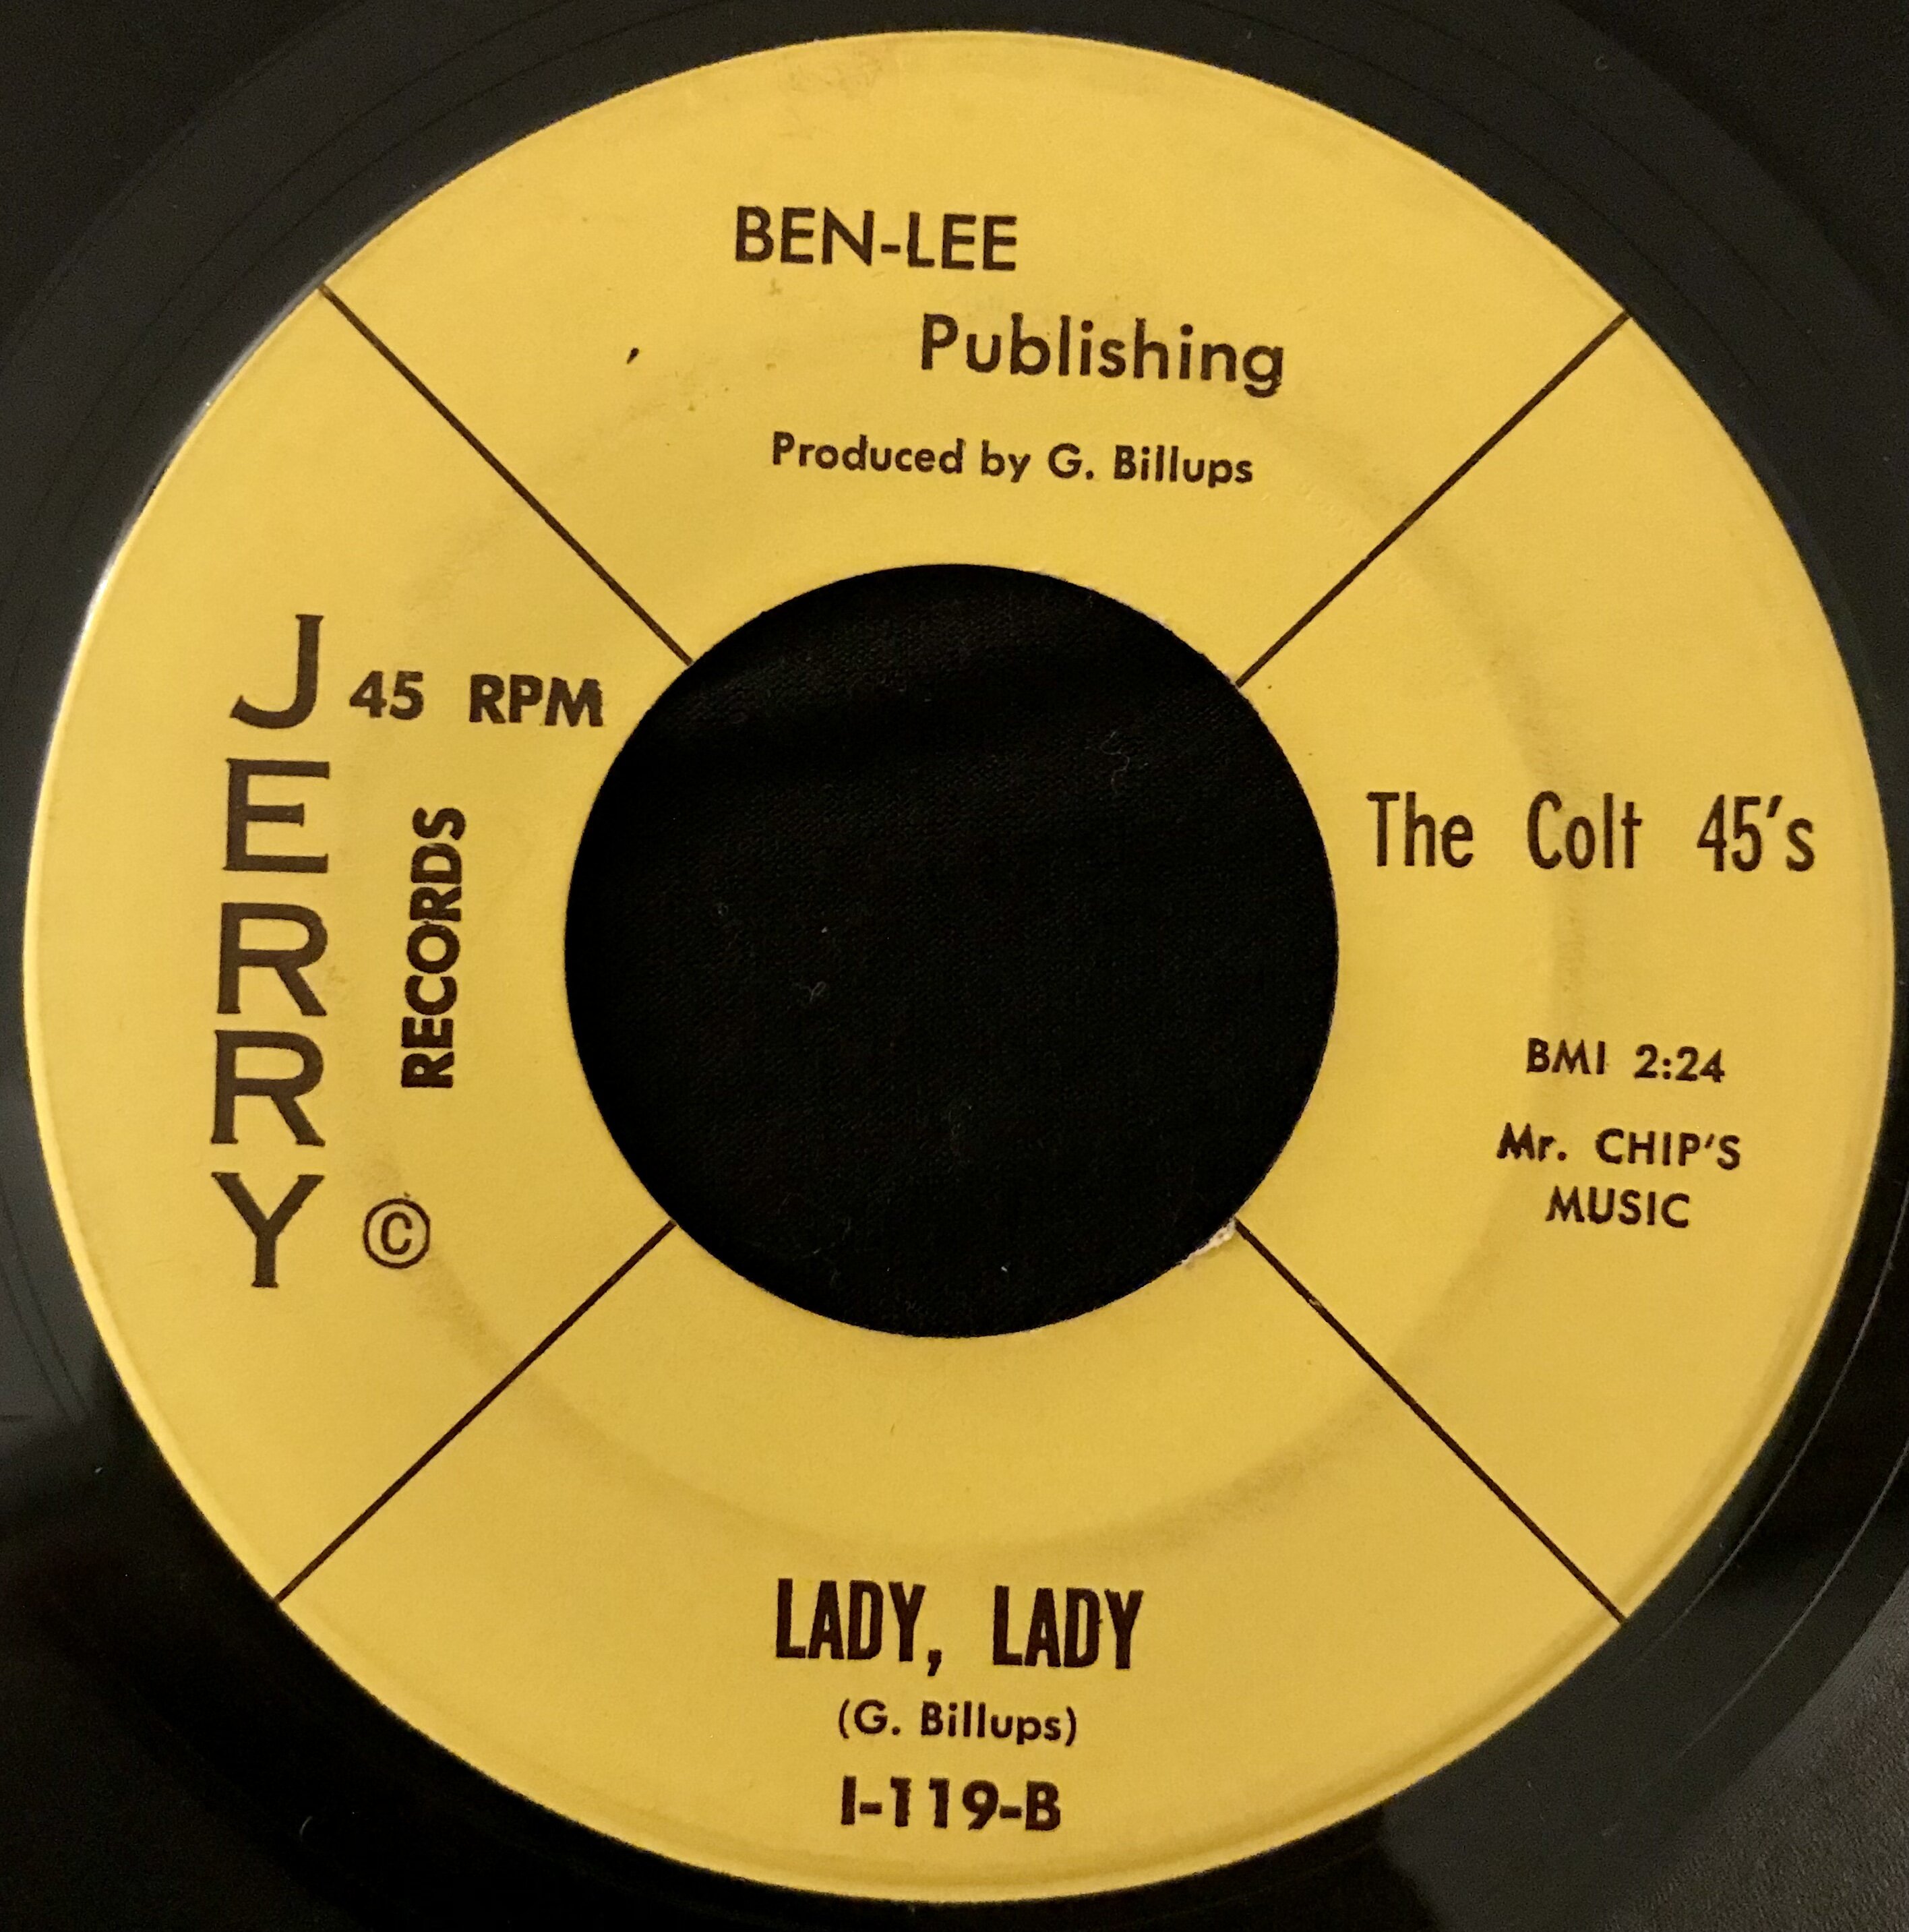 BEN-LEE
Publishing
Produced by G. Billups
JERRY
45 RPM
RECORDS
©
The Colt 45's
BMI 2:24
Mr. CHIP'S
MUSIC
LADY, LADY
(G. Billups)
I-119-B